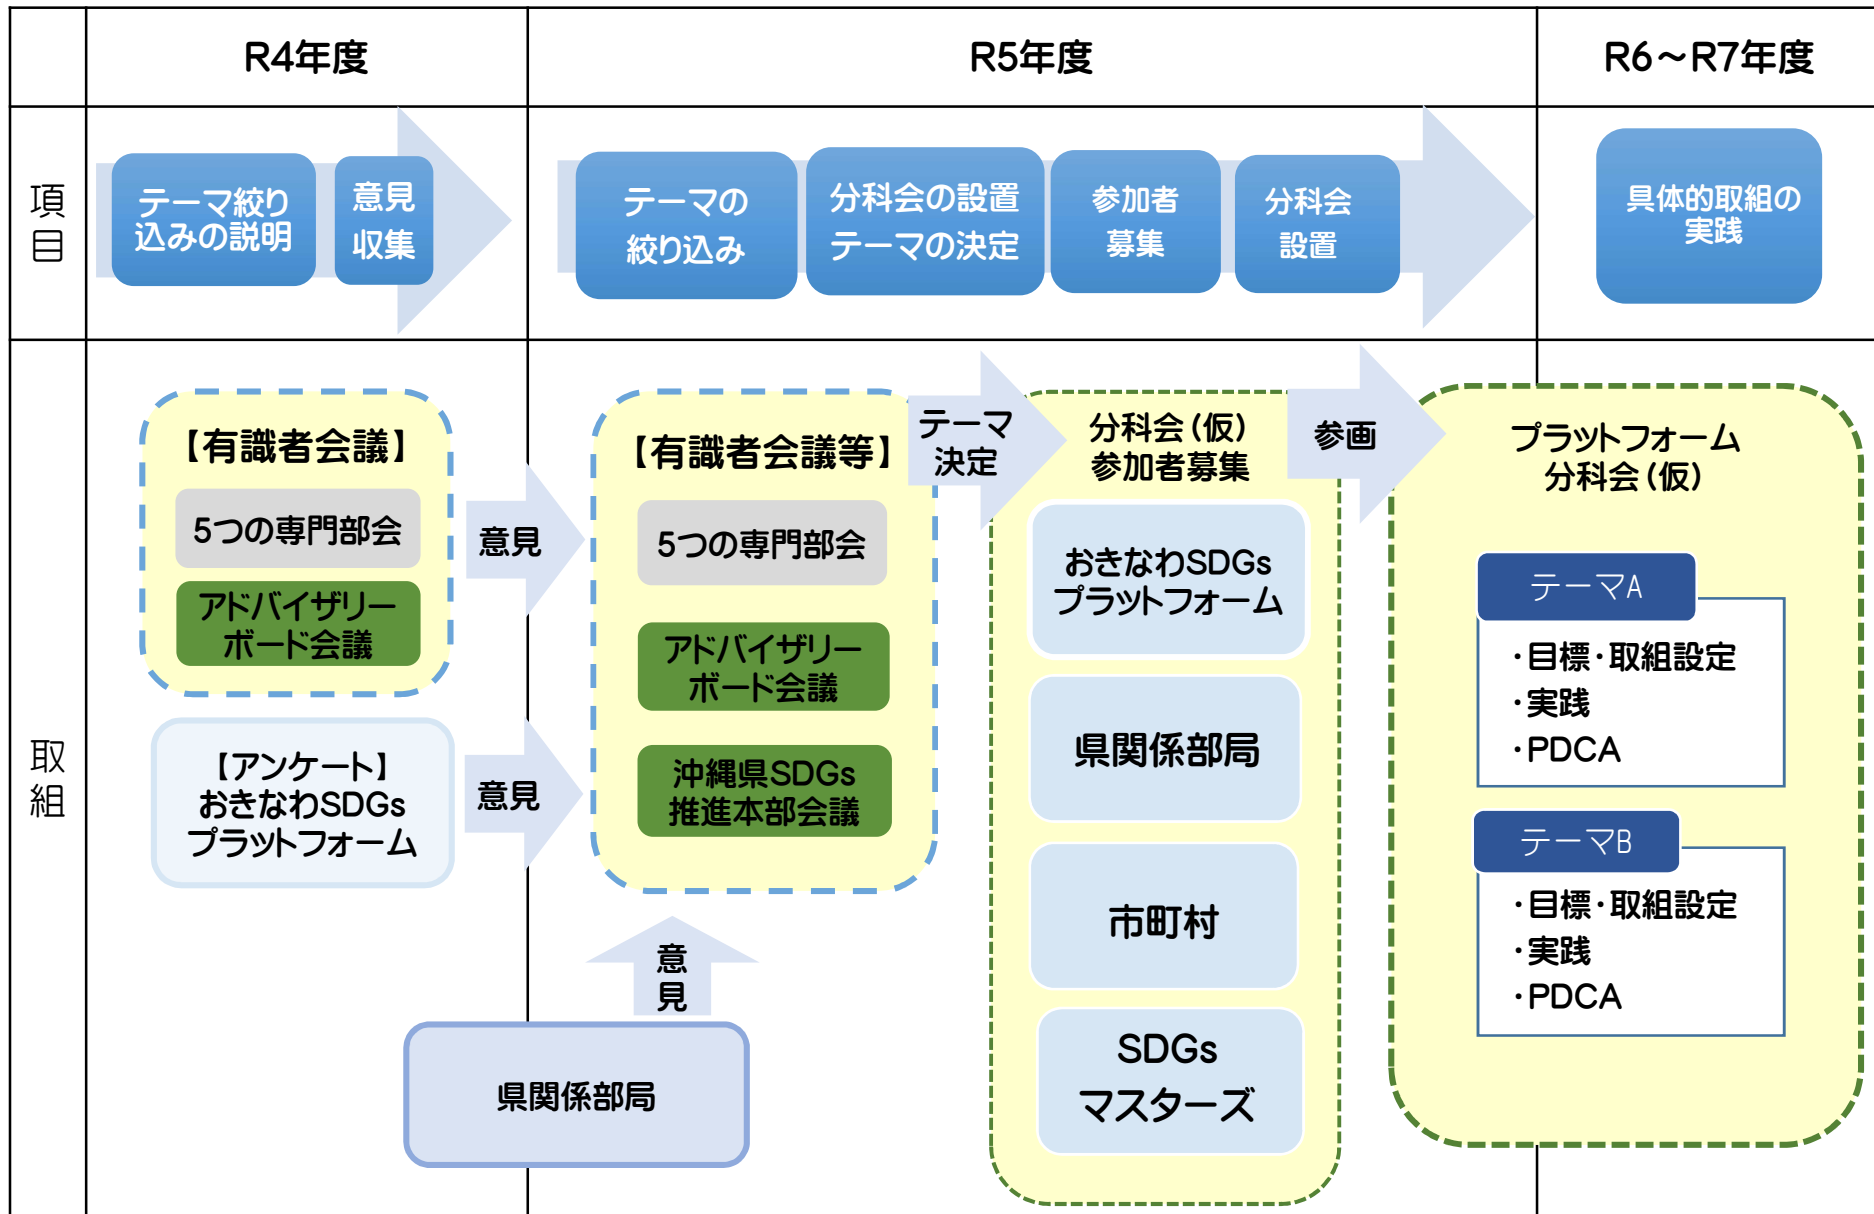 R4年度
R5年度
R6～R7年度
項
目
テーマ絞り
込みの説明
意見
収集
テーマの
絞り込み
分科会の設置
テーマの決定
参加者
募集
分科会
設置
具体的取組の
実践
取
組
【有識者会議】
5つの専門部会
アドバイザリー
ボード会議
意見
【アンケート】
おきなわSDGs
プラットフォーム
意見
【有識者会議等】
5つの専門部会
アドバイザリー
ボード会議
沖縄県SDGs
推進本部会議
意
見
県関係部局
テーマ
決定
分科会（仮）
参加者募集
おきなわSDGs
プラットフォーム
県関係部局
市町村
SDGs
マスターズ
参画
プラットフォーム
分科会（仮）
テーマA
・目標・取組設定
・実践
・PDCA
テーマB
・目標・取組設定
・実践
・PDCA